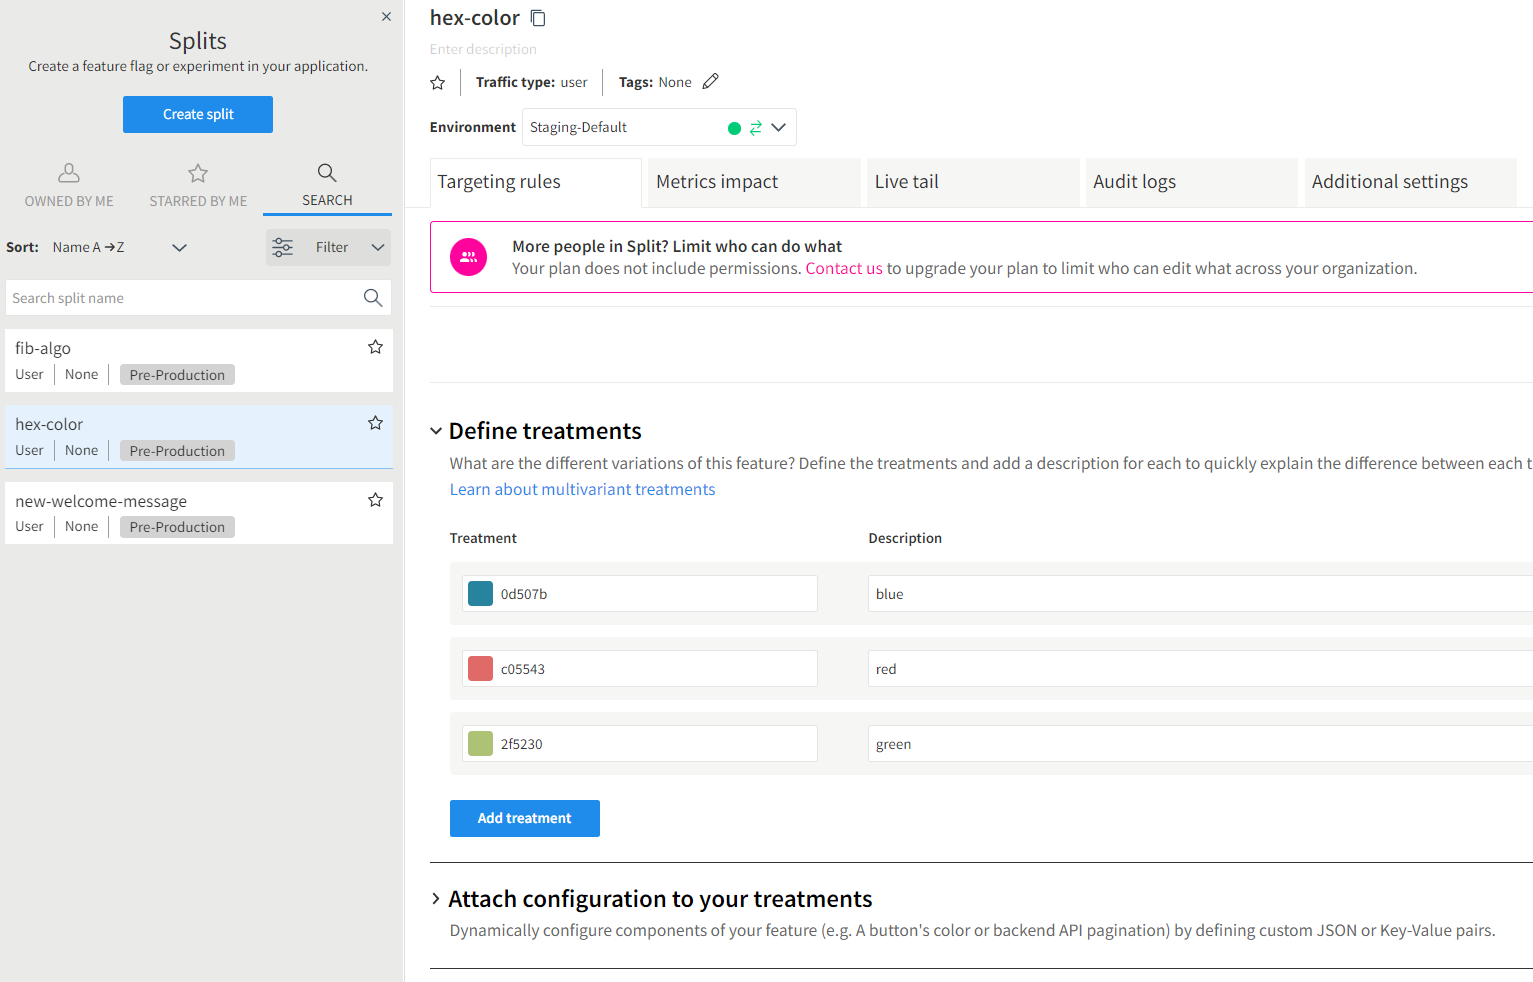 Splits
Create a feature flag or experiment in your application.
Create split
OWNED BY ME
STARRED BY ME
SEARCH
Sort: Name A → Z
Filter
Search split name
fib-algo
User None Pre-Production
hex-color
User None Pre-Production
new-welcome-message
User None Pre-Production
hex-color
Enter description
Traffic type: user
Tags: None
Environment Staging-Default
Targeting rules
Metrics impact
Live tail
Audit logs
Additional settings
More people in Split? Limit who can do what
Your plan does not include permissions. Contact us to upgrade your plan to limit who can edit what across your organization.
Define treatments
What are the different variations of this feature? Define the treatments and add a description for each to quickly explain the difference between each t
Learn about multivariant treatments
Treatment Description
0d507b blue
c05543 red
2f5230 green
Add treatment
Attach configuration to your treatments
Dynamically configure components of your feature (e.g. A button's color or backend API pagination) by defining custom JSON or Key-Value pairs.